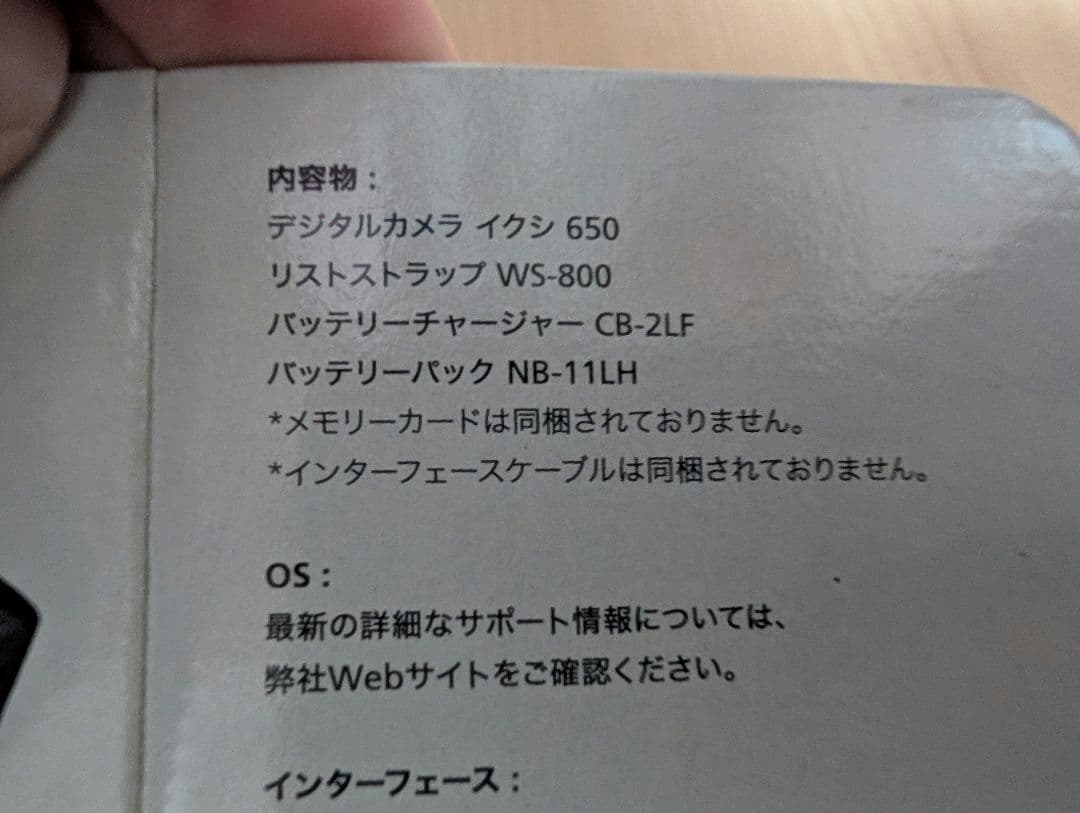 内容物：
デジタルカメラ イクシ 650
リストストラップ WS-800
バッテリーチャージャー CB-2LF
バッテリーパック NB-11LH
*メモリーカードは同梱されておりません。
*インターフェースケーブルは同梱されておりません。
OS：
最新の詳細なサポート情報については、
弊社Webサイトをご確認ください。
インターフェース：